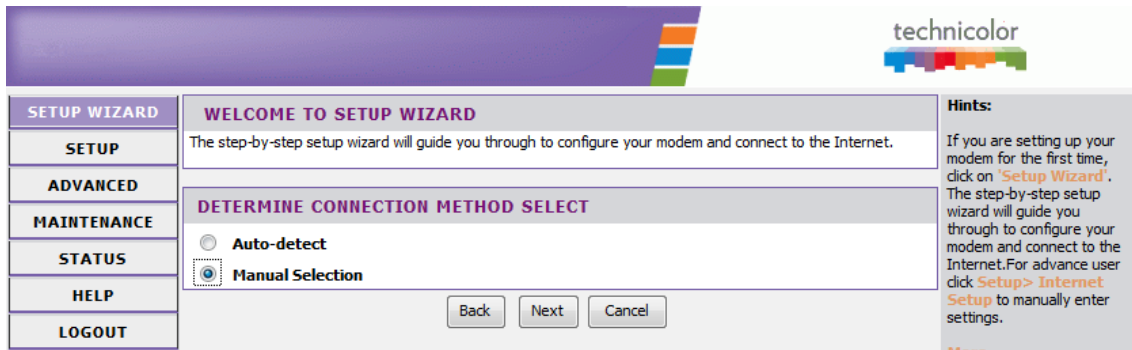 technicolor
SETUP WIZARD
SETUP
ADVANCED
MAINTENANCE
STATUS
HELP
LOGOUT
WELCOME TO SETUP WIZARD
The step-by-step setup wizard will guide you through to configure your modem and connect to the Internet.
DETERMINE CONNECTION METHOD SELECT
Auto-detect
Manual Selection
Back Next Cancel
Hints:
If you are setting up your
modem for the first time,
click on 'Setup Wizard'.
The step-by-step setup
wizard will guide you
through to configure your
modem and connect to the
Internet.For advance user
click Setup> Internet
Setup to manually enter
settings.